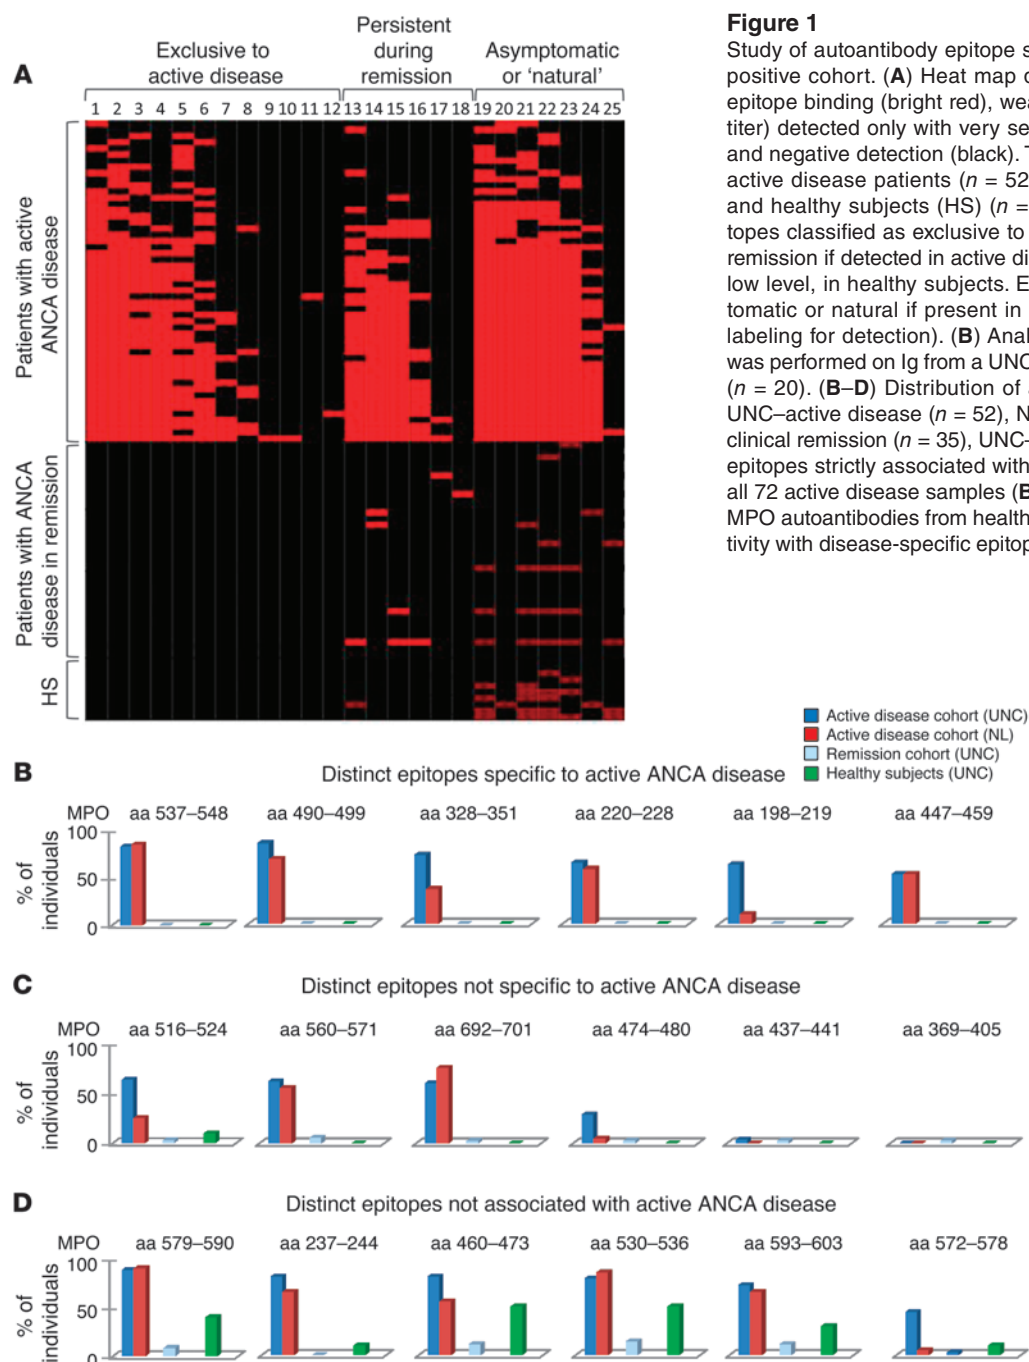 Figure 1
Study of autoantibody epitope s
positive cohort. (A) Heat map o
epitope binding (bright red), wea
titer) detected only with very se
and negative detection (black). T
active disease patients (n = 52
and healthy subjects (HS) (n =
topes classified as exclusive to
remission if detected in active di
low level, in healthy subjects. E
tomatic or natural if present in
labeling for detection). (B) Anal
was performed on Ig from a UNC
(n = 20). (B–D) Distribution of
UNC–active disease (n = 52), N
clinical remission (n = 35), UNC–
epitopes strictly associated with
all 72 active disease samples (B
MPO autoantibodies from health
tivity with disease-specific epitop
A
Exclusive to
active disease
Persistent
during
remission
Asymptomatic
or 'natural'
1 2 3 4 5 6 7 8 9 10 11 12 13 14 15 16 17 18 19 20 21 22 23 24 25
Patients with active
ANCA disease
Patients with ANCA
disease in remission
HS
Active disease cohort (UNC)
Active disease cohort (NL)
Remission cohort (UNC)
Healthy subjects (UNC)
B
Distinct epitopes specific to active ANCA disease
MPO aa 537–548 aa 490–499 aa 328–351 aa 220–228 aa 198–219 aa 447–459
% of
individuals
100
50
0
C
Distinct epitopes not specific to active ANCA disease
MPO aa 516–524 aa 560–571 aa 692–701 aa 474–480 aa 437–441 aa 369–405
% of
individuals
100
50
0
D
Distinct epitopes not associated with active ANCA disease
MPO aa 579–590 aa 237–244 aa 460–473 aa 530–536 aa 593–603 aa 572–578
% of
individuals
100
50
0